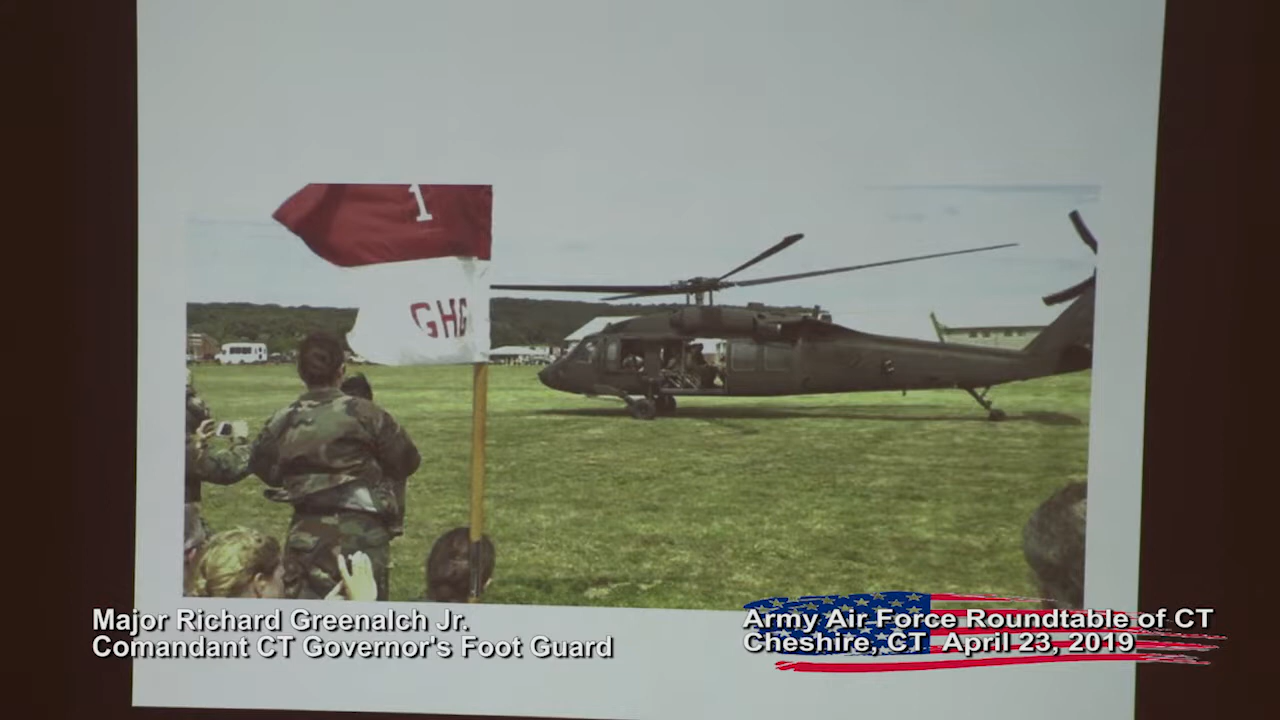 1
GHG
Major Richard Greenalch Jr.
Comandant CT Governor's Foot Guard
Army Air Force Roundtable of CT
Cheshire, CT April 23, 2019